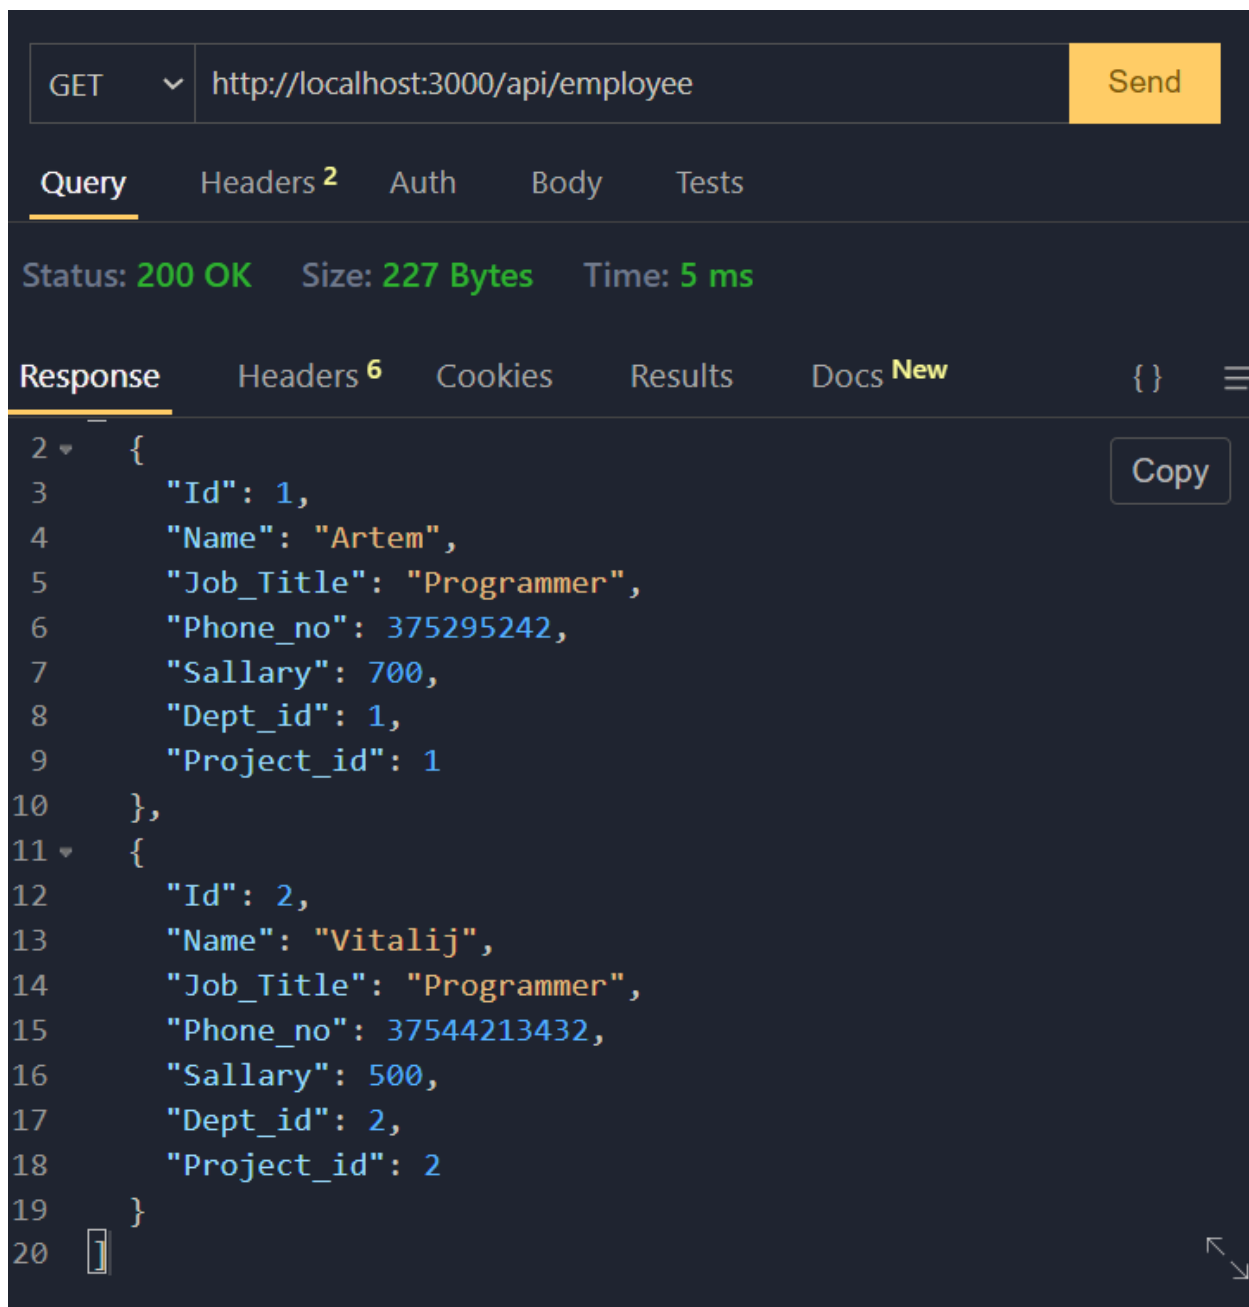 GET http://localhost:3000/api/employee Send
Query Headers 2 Auth Body Tests
Status: 200 OK Size: 227 Bytes Time: 5 ms
Response Headers 6 Cookies Results Docs New { }
Copy
2 {
3 "Id": 1,
4 "Name": "Artem",
5 "Job_Title": "Programmer",
6 "Phone_no": 375295242,
7 "Sallary": 700,
8 "Dept_id": 1,
9 "Project_id": 1
10 },
11 {
12 "Id": 2,
13 "Name": "Vitalij",
14 "Job_Title": "Programmer",
15 "Phone_no": 37544213432,
16 "Sallary": 500,
17 "Dept_id": 2,
18 "Project_id": 2
19 }
20 ]